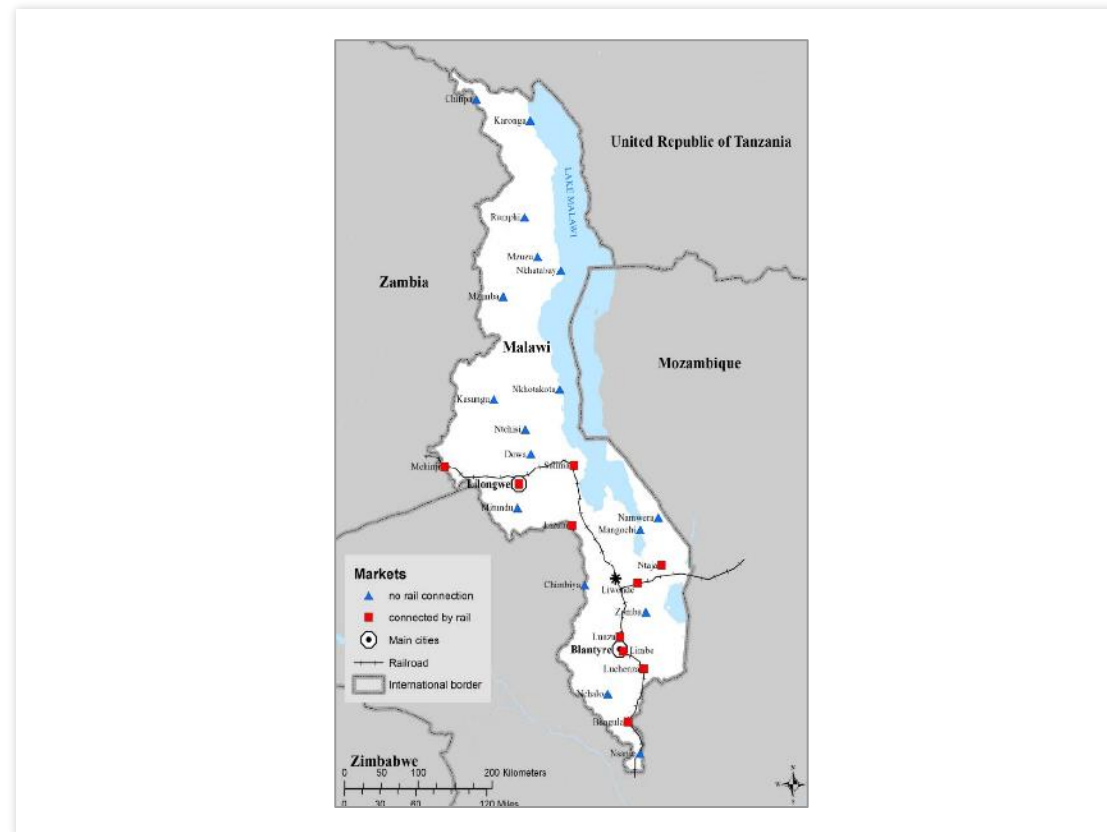 Chitipa
Karonga
United Republic of Tanzania
LAKE MALAWI
Rumphi
Mzuzu
Nkhatabay
Zambia
Mzimba
Malawi
Mozambique
Nkhotakota
Kasungu
Ntchisi
Dowa
Mchinji
Salima
Lilongwe
Mitundu
Namwera
Mangochi
Lizulu
Ntaja
Chimbiya
Liwonde
Zomba
Lunzu
Blantyre
Limbe
Luchenza
Nchalo
Bangula
Nsanje
Markets
no rail connection
connected by rail
Main cities
Railroad
International border
Zimbabwe
0 50 100 200 Kilometers
0 30 60 120 Miles
N
W
S